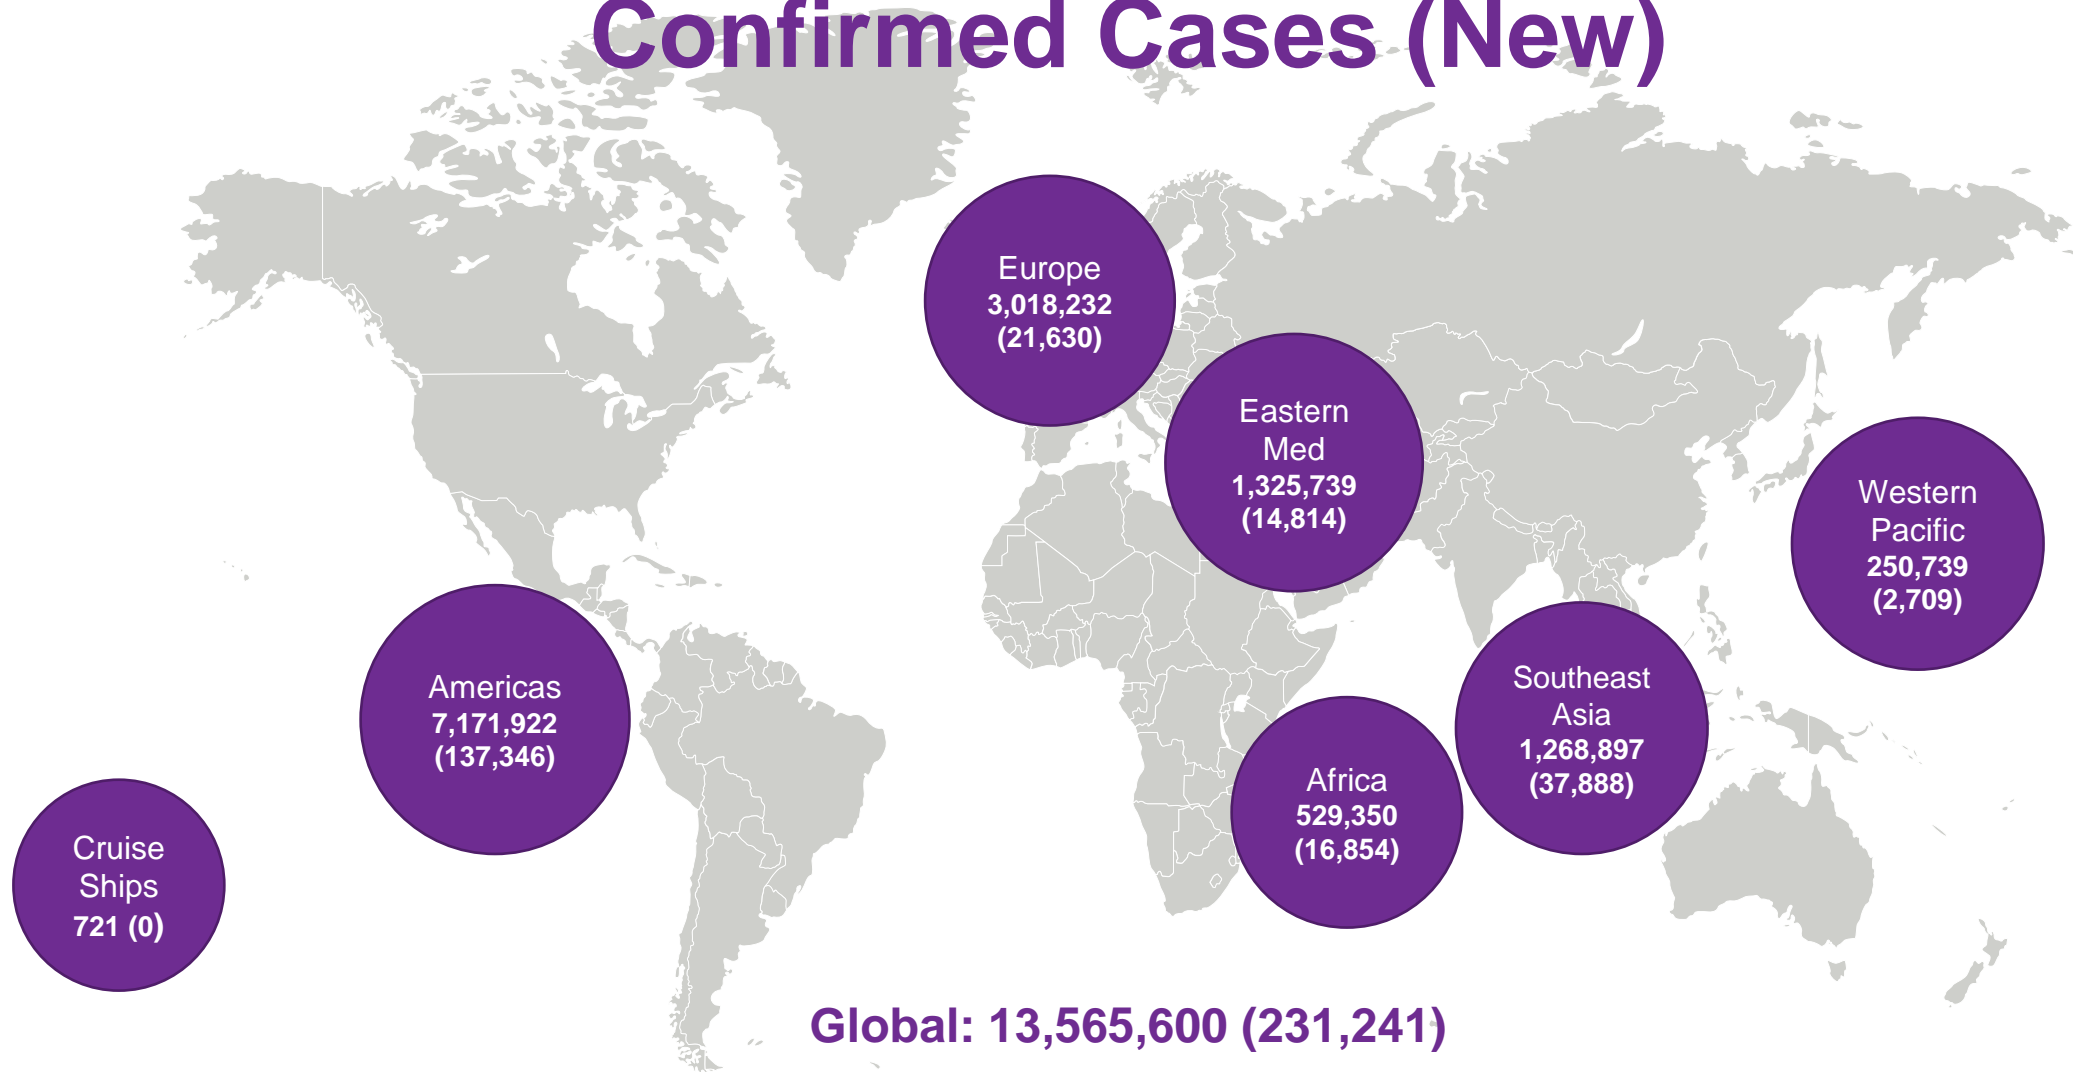 Confirmed Cases (New)
Europe
3,018,232
(21,630)
Eastern
Med
1,325,739
(14,814)
Western
Pacific
250,739
(2,709)
Americas
7,171,922
(137,346)
Southeast
Asia
1,268,897
(37,888)
Africa
529,350
(16,854)
Cruise
Ships
721 (0)
Global: 13,565,600 (231,241)